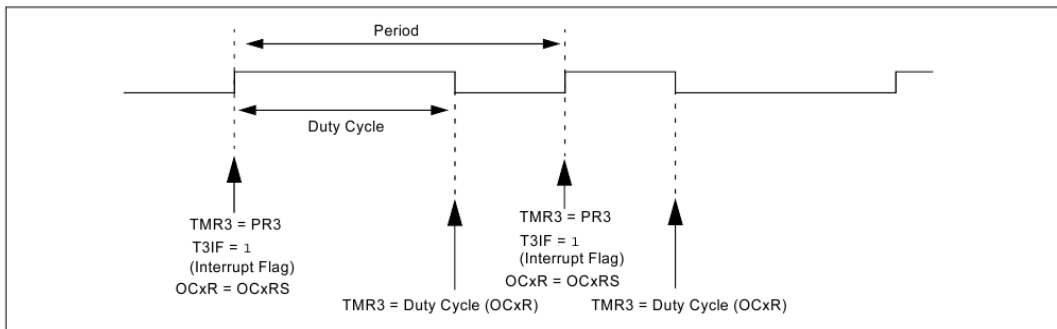 Period
Duty Cycle
TMR3 = PR3
T3IF = 1
(Interrupt Flag)
OCxR = OCxRS
TMR3 = Duty Cycle (OCxR)
TMR3 = PR3
T3IF = 1
(Interrupt Flag)
OCxR = OCxRS
TMR3 = Duty Cycle (OCxR)